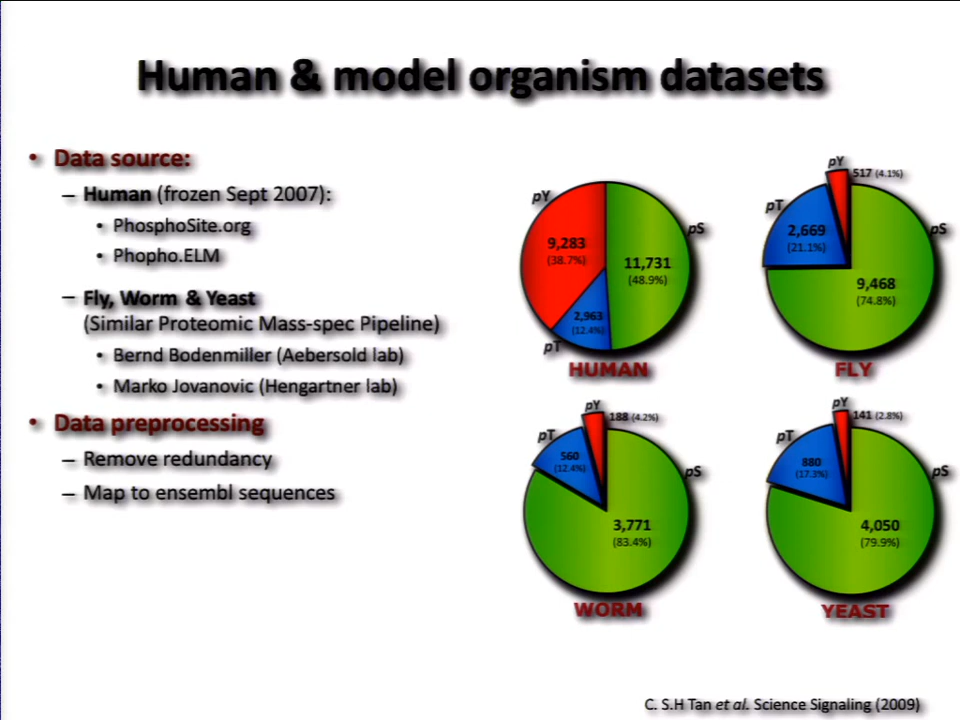 Human & model organism datasets
• Data source:
– Human (frozen Sept 2007):
• PhosphoSite.org
• Phopho.ELM
– Fly, Worm & Yeast
(Similar Proteomic Mass-spec Pipeline)
• Bernd Bodenmiller (Aebersold lab)
• Marko Jovanovic (Hengartner lab)
• Data preprocessing
– Remove redundancy
– Map to ensembl sequences
pY
pS
9,283
(38.7%)
11,731
(48.9%)
2,963
(12.4%)
pT
HUMAN
pY
517 (4.1%)
pT
pS
2,669
(21.1%)
9,468
(74.8%)
FLY
pY
188 (4.2%)
pT
560
(12.4%)
pS
3,771
(83.4%)
WORM
pY
141 (2.8%)
pT
880
(17.3%)
pS
4,050
(79.9%)
YEAST
C. S.H Tan et al. Science Signaling (2009)